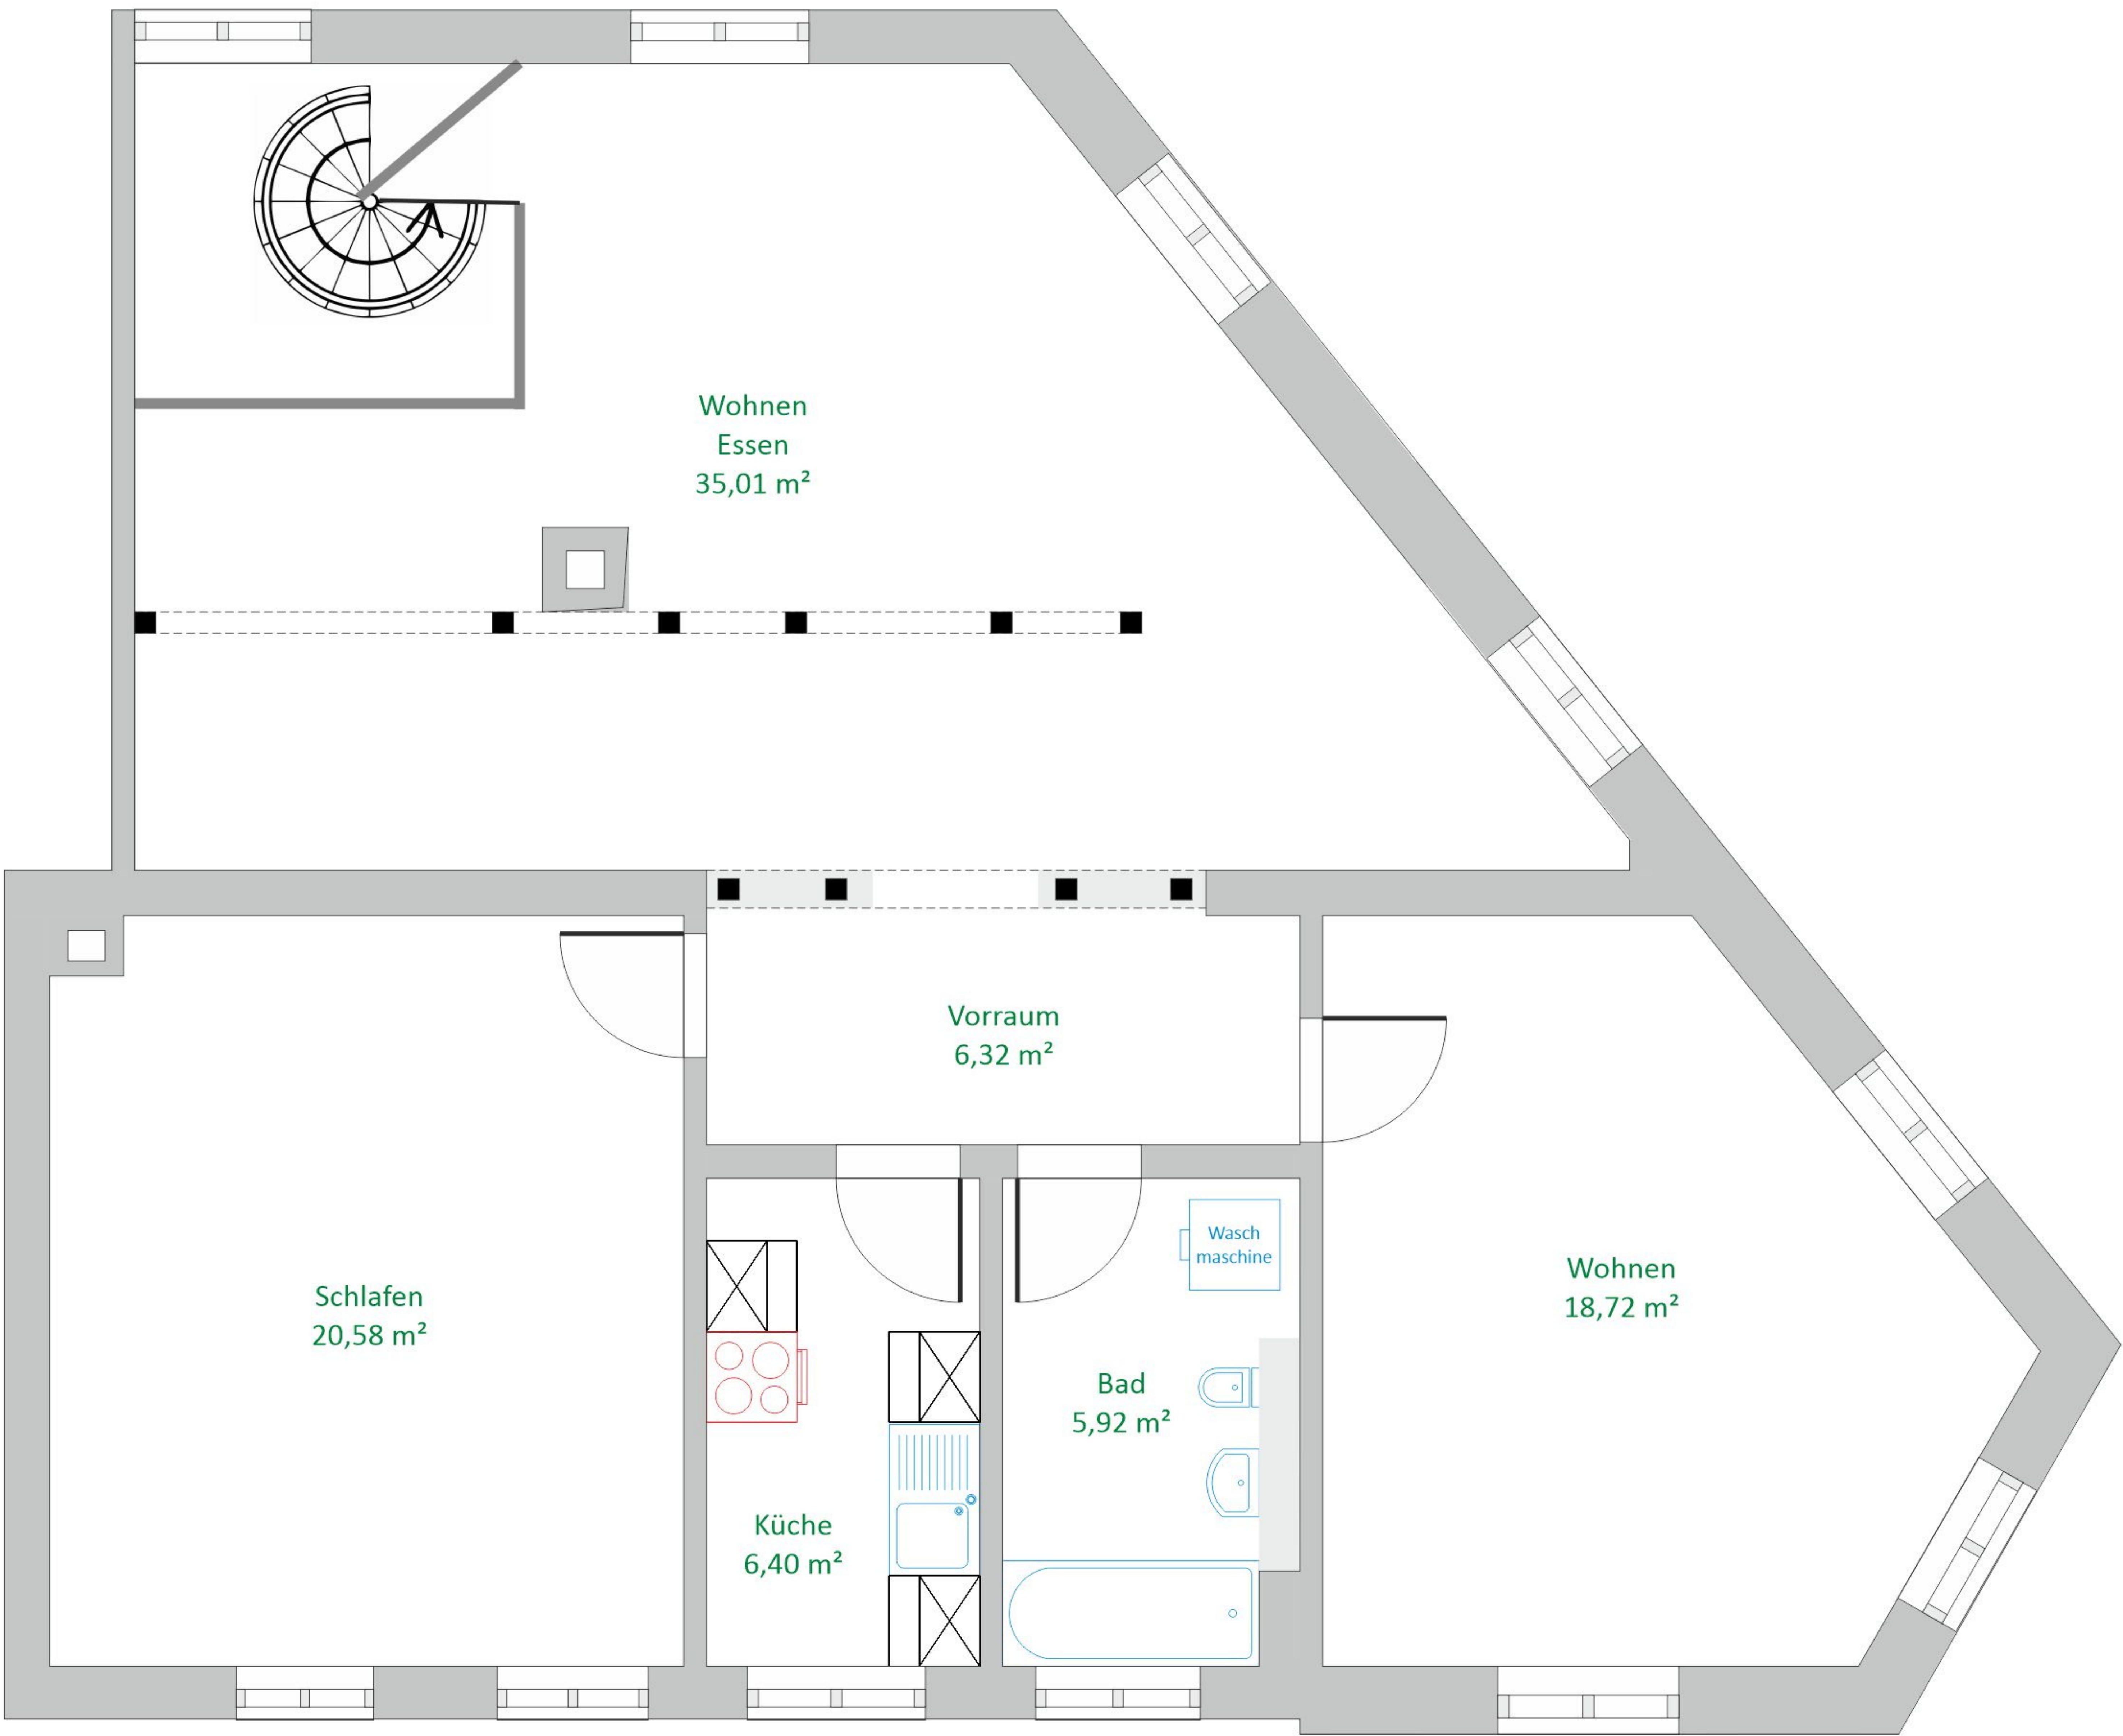 Wohnen
Essen
35,01 m²
Vorraum
6,32 m²
Wasch
maschine
Wohnen
18,72 m²
Schlafen
20,58 m²
Bad
5,92 m²
Küche
6,40 m²